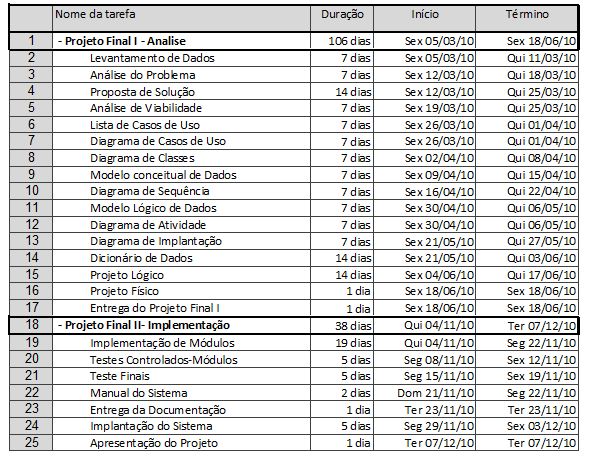 Nome da tarefa Duração Início Término
1 - Projeto Final I - Analise 106 dias Sex 05/03/10 Sex 18/06/10
2 Levantamento de Dados 7 dias Sex 05/03/10 Qui 11/03/10
3 Análise do Problema 7 dias Sex 12/03/10 Qui 18/03/10
4 Proposta de Solução 14 dias Sex 12/03/10 Qui 25/03/10
5 Análise de Viabilidade 7 dias Sex 19/03/10 Qui 25/03/10
6 Lista de Casos de Uso 7 dias Sex 26/03/10 Qui 01/04/10
7 Diagrama de Casos de Uso 7 dias Sex 26/03/10 Qui 01/04/10
8 Diagrama de Classes 7 dias Sex 02/04/10 Qui 08/04/10
9 Modelo conceitual de Dados 7 dias Sex 09/04/10 Qui 15/04/10
10 Diagrama de Sequência 7 dias Sex 16/04/10 Qui 22/04/10
11 Modelo Lógico de Dados 7 dias Sex 30/04/10 Qui 06/05/10
12 Diagrama de Atividade 7 dias Sex 30/04/10 Qui 06/05/10
13 Diagrama de Implantação 7 dias Sex 21/05/10 Qui 27/05/10
14 Dicionário de Dados 14 dias Sex 21/05/10 Qui 03/06/10
15 Projeto Lógico 14 dias Sex 04/06/10 Qui 17/06/10
16 Projeto Físico 1 dia Sex 18/06/10 Sex 18/06/10
17 Entrega do Projeto Final I 1 dia Sex 18/06/10 Sex 18/06/10
18 - Projeto Final II- Implementação 38 dias Qui 04/11/10 Ter 07/12/10
19 Implementação de Módulos 19 dias Qui 04/11/10 Seg 22/11/10
20 Testes Controlados-Módulos 5 dias Seg 08/11/10 Sex 12/11/10
21 Teste Finais 5 dias Seg 15/11/10 Sex 19/11/10
22 Manual do Sistema 2 dias Dom 21/11/10 Seg 22/11/10
23 Entrega da Documentação 1 dia Ter 23/11/10 Ter 23/11/10
24 Implantação do Sistema 5 dias Seg 29/11/10 Sex 03/12/10
25 Apresentação do Projeto 1 dia Ter 07/12/10 Ter 07/12/10